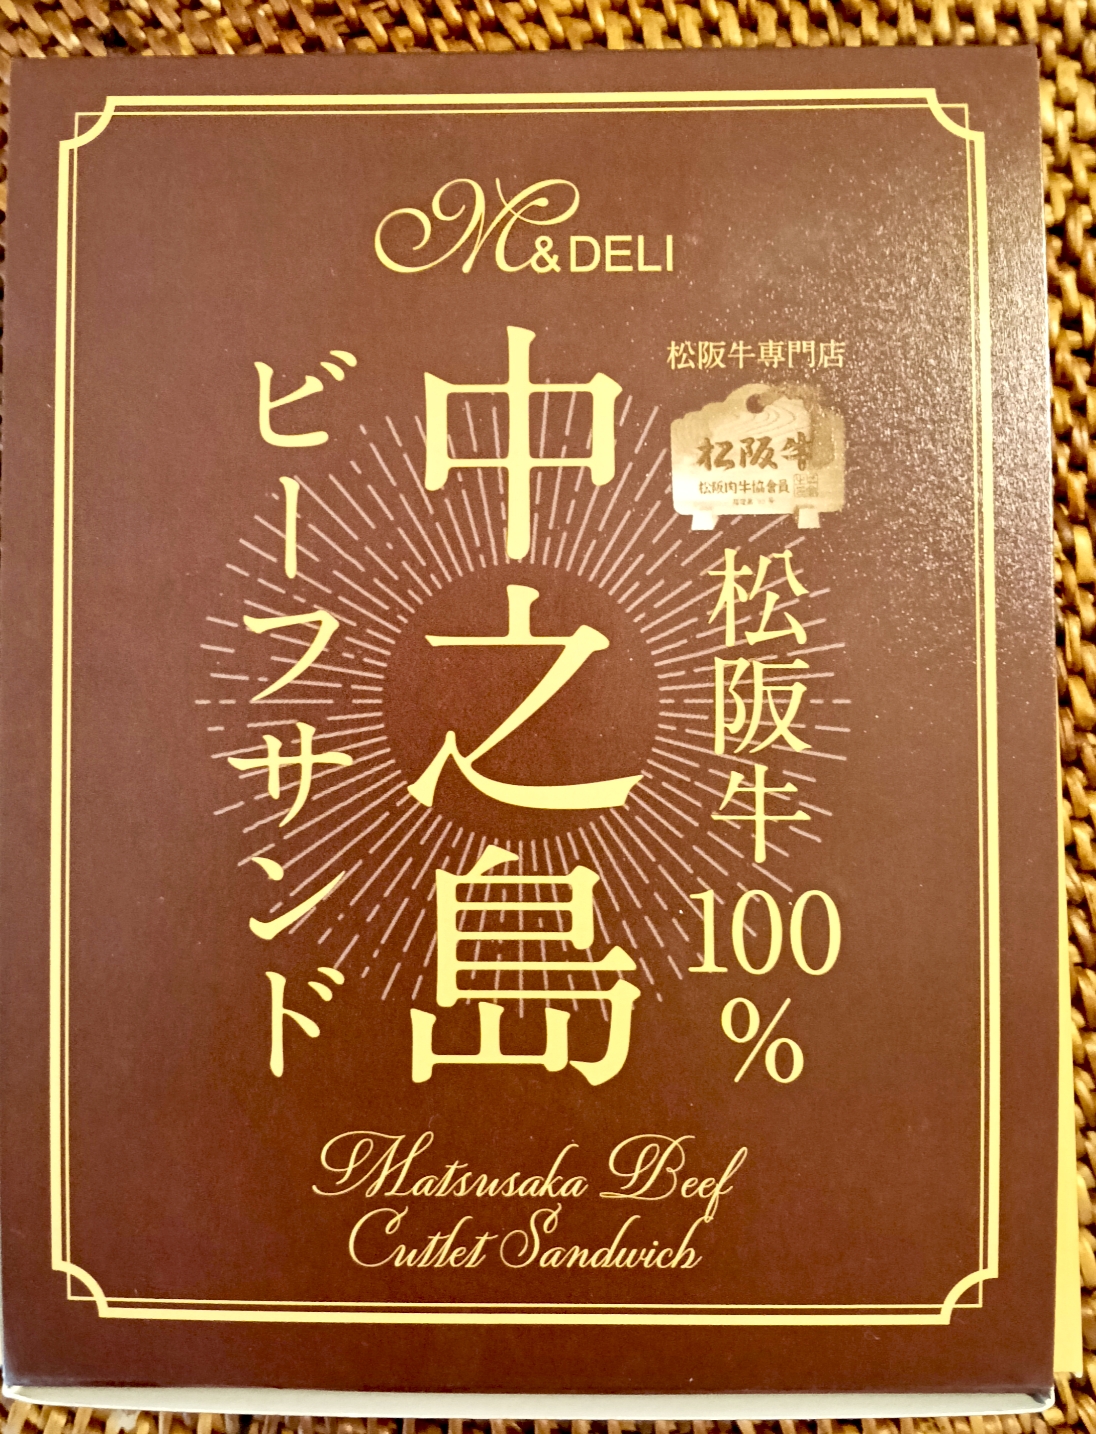 M&DELI
松阪牛専門店
松阪牛
松阪肉牛協會員
松阪牛100%
中之島
ビーフサンド
Matsusaka Beef
Cutlet Sandwich